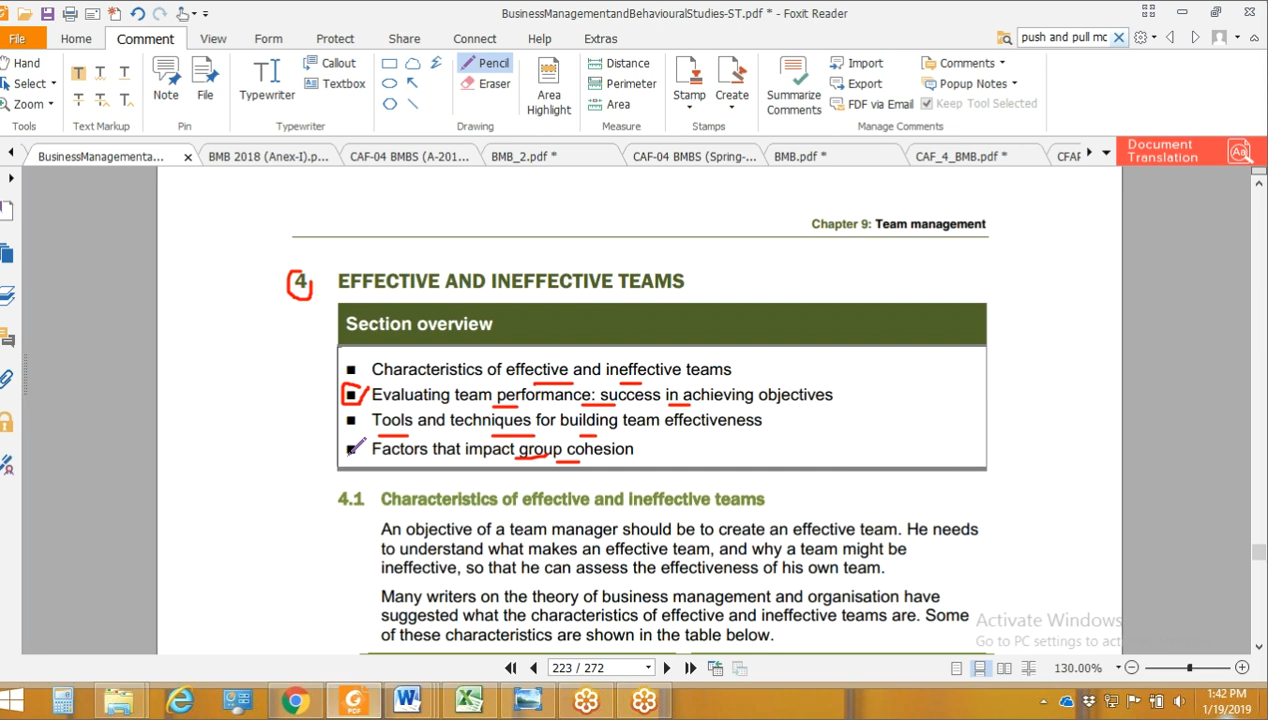 BusinessManagementandBehaviouralStudies-ST.pdf * - Foxit Reader
File Home Comment View Form Protect Share Connect Help Extras push and pull mo
Hand
Select
Zoom
Tools
T T T
T T T
Text Markup
Note
File
Pin
Typewriter
Callout
Textbox
Typewriter
Pencil
Eraser
Area Highlight
Drawing
Distance
Perimeter
Area
Measure
Stamp
Create
Stamps
Summarize Comments
Import
Export
FDF via Email
Comments
Popup Notes
Keep Tool Selected
Manage Comments
BusinessManagementa... BMB 2018 (Anex-I).p... CAF-04 BMBS (A-201... BMB_2.pdf * CAF-04 BMBS (Spring-... BMB.pdf * CAF_4_BMB.pdf * CFAP
Document
Translation
Chapter 9: Team management
4 EFFECTIVE AND INEFFECTIVE TEAMS
Section overview
■ Characteristics of effective and ineffective teams
■ Evaluating team performance: success in achieving objectives
■ Tools and techniques for building team effectiveness
■ Factors that impact group cohesion
4.1 Characteristics of effective and ineffective teams
An objective of a team manager should be to create an effective team. He needs
to understand what makes an effective team, and why a team might be
ineffective, so that he can assess the effectiveness of his own team.
Many writers on the theory of business management and organisation have
suggested what the characteristics of effective and ineffective teams are. Some
of these characteristics are shown in the table below.
Activate Windows
Go to PC settings to
223 / 272
130.00%
1:42 PM
1/19/2019